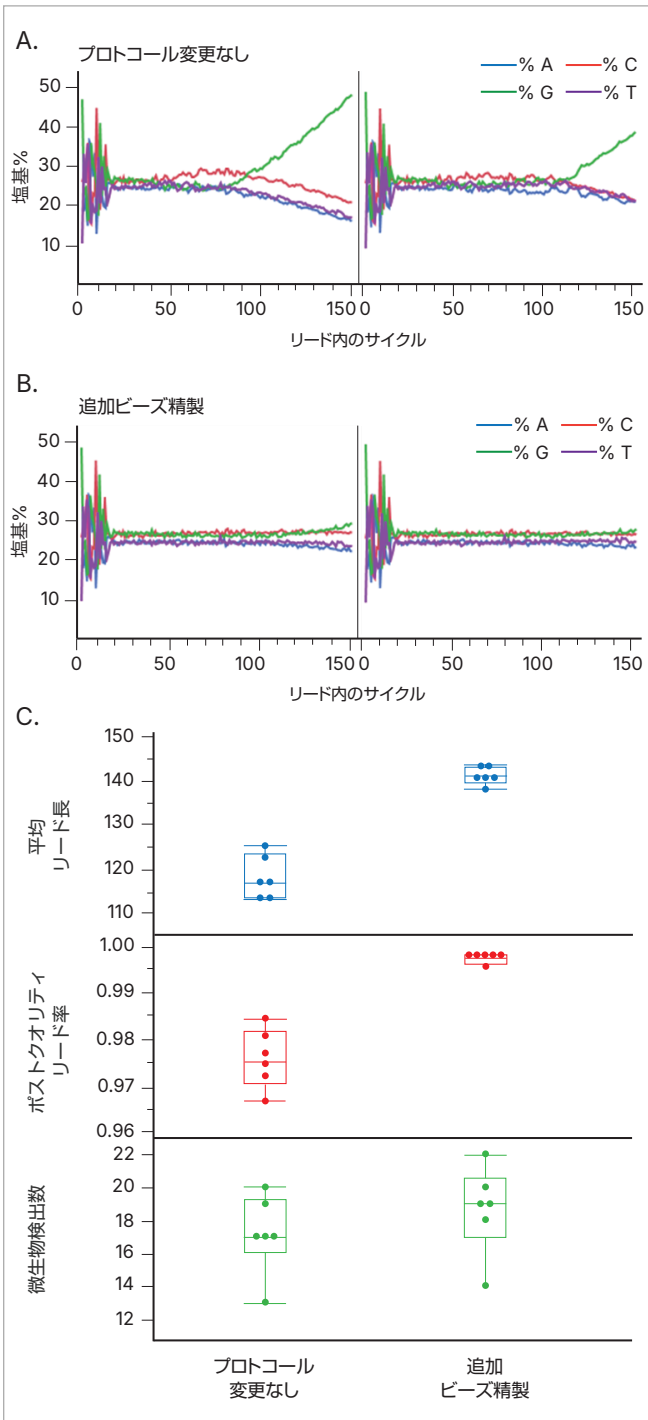 A.
プロトコール変更なし
% A % C
% G % T
塩基%
50
40
30
20
10
0 50 100 150 0 50 100 150
リード内のサイクル
B.
追加ビーズ精製
% A % C
% G % T
塩基%
50
40
30
20
10
0 50 100 150 0 50 100 150
リード内のサイクル
C.
平均
リード長
150
140
130
120
110
ポストクオリティ
リード率
1.00
0.99
0.98
0.97
0.96
微生物検出数
22
20
18
16
14
12
プロトコール
変更なし
追加
ビーズ精製